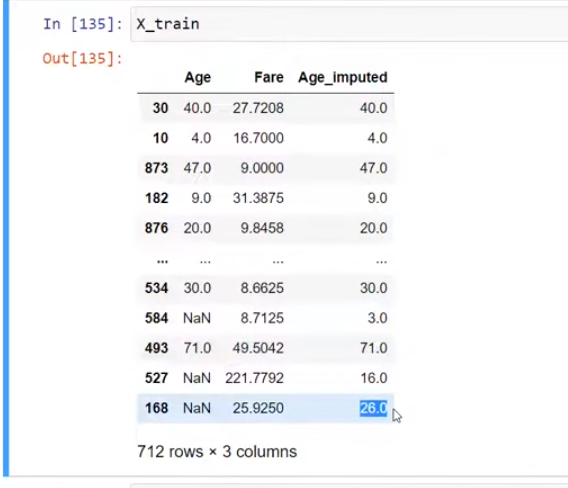 In [135]: X_train
Out[135]:
Age Fare Age_imputed
30 40.0 27.7208 40.0
10 4.0 16.7000 4.0
873 47.0 9.0000 47.0
182 9.0 31.3875 9.0
876 20.0 9.8458 20.0
... ... ... ...
534 30.0 8.6625 30.0
584 NaN 8.7125 3.0
493 71.0 49.5042 71.0
527 NaN 221.7792 16.0
168 NaN 25.9250 26.0
712 rows × 3 columns